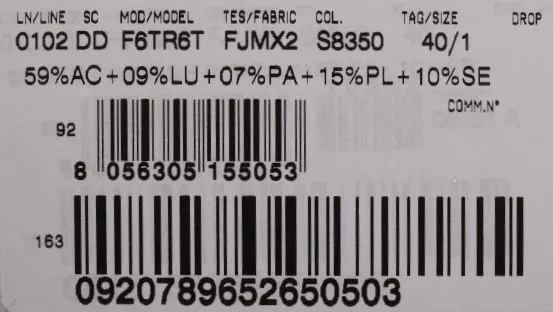 LN/LINE SC MOD/MODEL TES/FABRIC COL. TAG/SIZE DROP
0102 DD F6TR6T FJMX2 S8350 40/1
59%AC+09%LU+07%PA+15%PL+10%SE
COMM.N°
92
8 056305 155053
163
0920789652650503